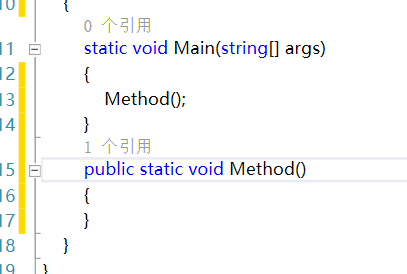 10 {
0 个引用
11 static void Main(string[] args)
12 {
13 Method();
14 }
1 个引用
15 public static void Method()
16 {
17 }
18 }
19 }